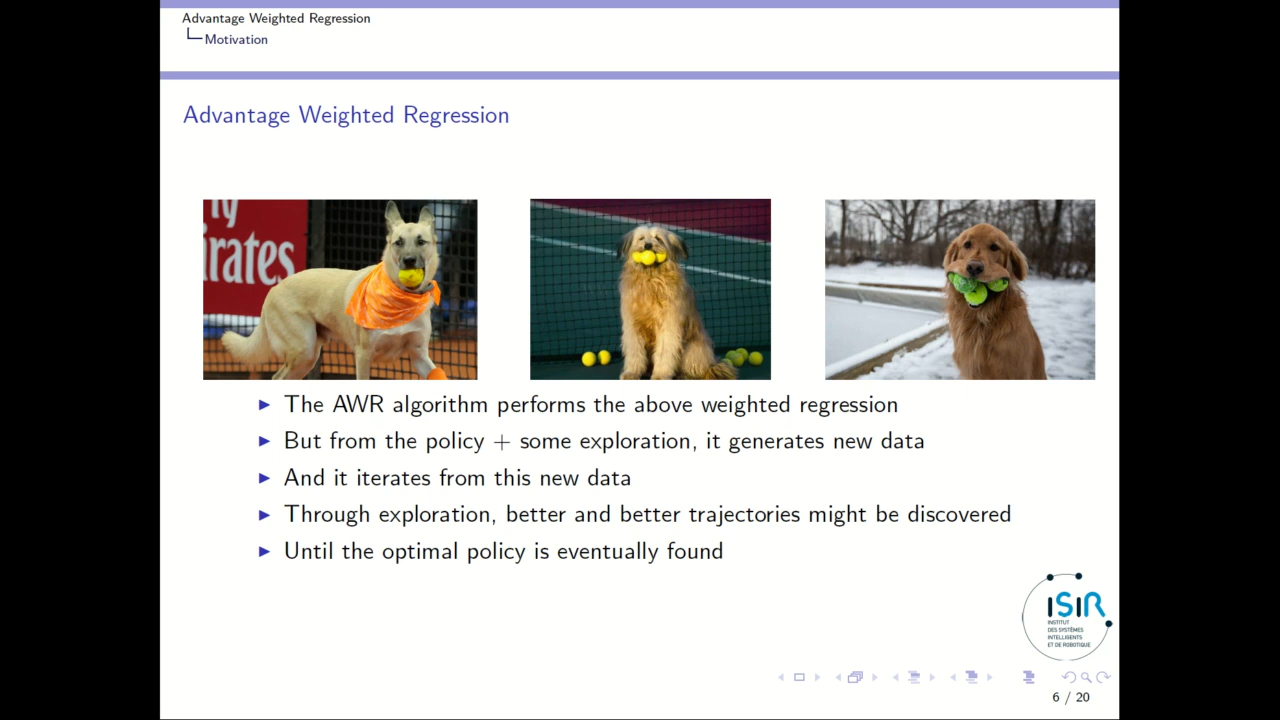 Advantage Weighted Regression
Motivation
Advantage Weighted Regression
ry
irates
The AWR algorithm performs the above weighted regression
But from the policy + some exploration, it generates new data
And it iterates from this new data
Through exploration, better and better trajectories might be discovered
Until the optimal policy is eventually found
ISIR
INSTITUT
DES SYSTÈMES
INTELLIGENTS
ET DE ROBOTIQUE
6 / 20